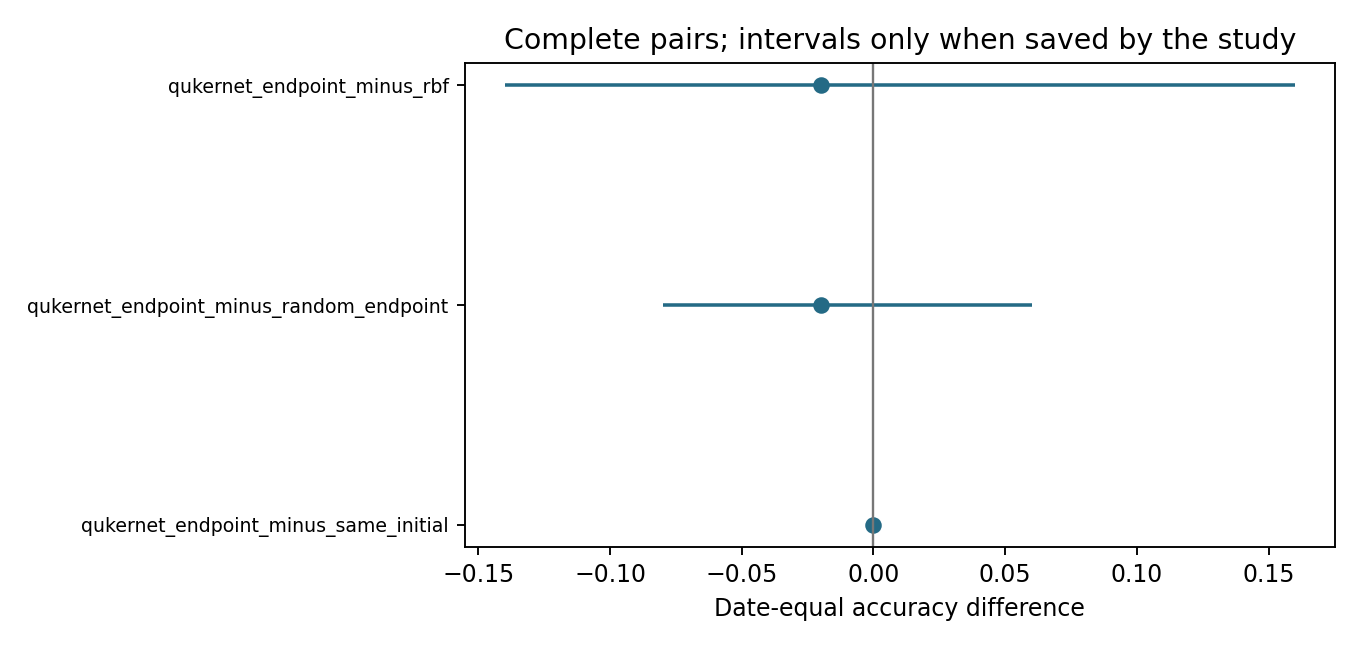 Complete pairs; intervals only when saved by the study
qukernet_endpoint_minus_rbf
qukernet_endpoint_minus_random_endpoint
qukernet_endpoint_minus_same_initial
−0.15 −0.10 −0.05 0.00 0.05 0.10 0.15
Date-equal accuracy difference